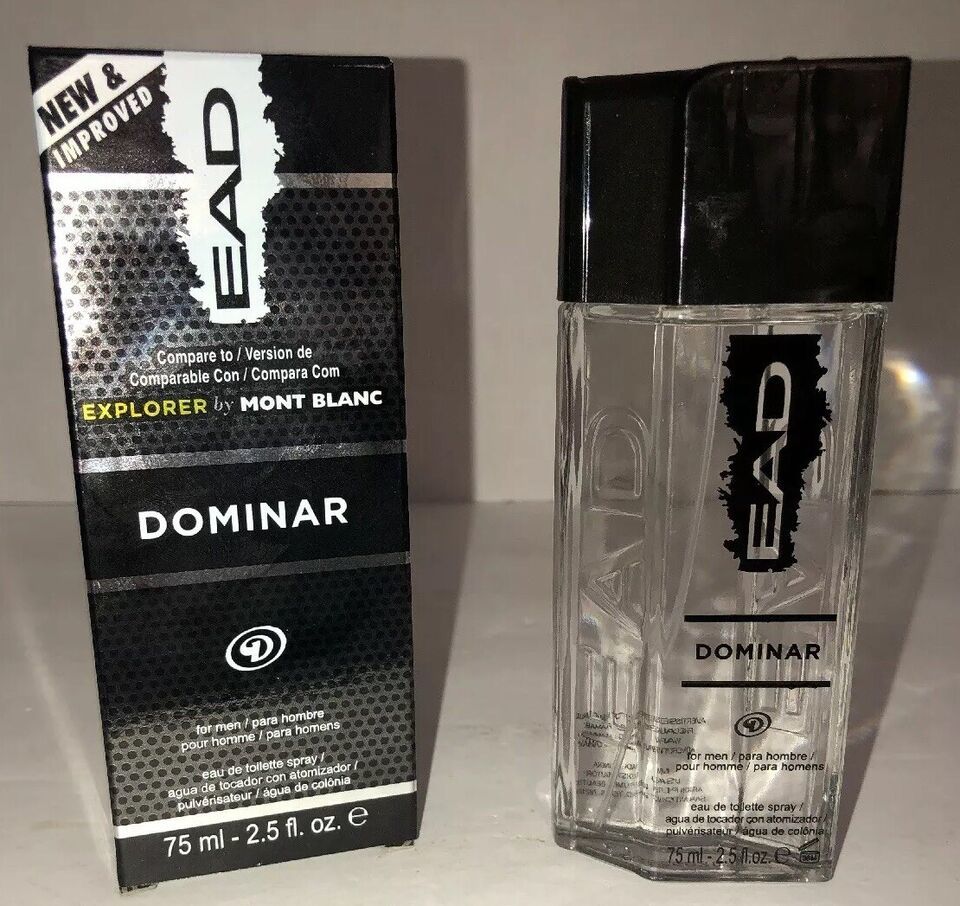 NEW &
IMPROVED
EAD
Compare to / Version de
Comparable Con / Compara Com
EXPLORER by MONT BLANC
DOMINAR
for men / para hombre
pour homme / para homens
eau de toilette spray /
agua de tocador con atomizador /
pulvérisateur / àgua de colônia
75 ml - 2.5 fl. oz. e
EAD
EAD
DOMINAR
for men / para hombre /
pour homme / para homens
eau de toilette spray /
agua de tocador con atomizador /
pulvérisateur / água de colônia
75 ml - 2.5 fl.oz. e